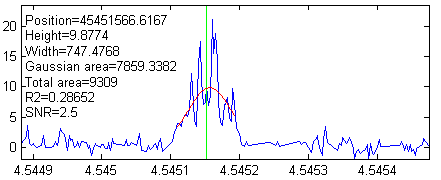 Position=45451566.6167
Height=9.8774
Width=747.4768
Gaussian area=7859.3382
Total area=9309
R2=0.28652
SNR=2.5
20
15
10
5
0
4.5449 4.545 4.5451 4.5452 4.5453 4.5454